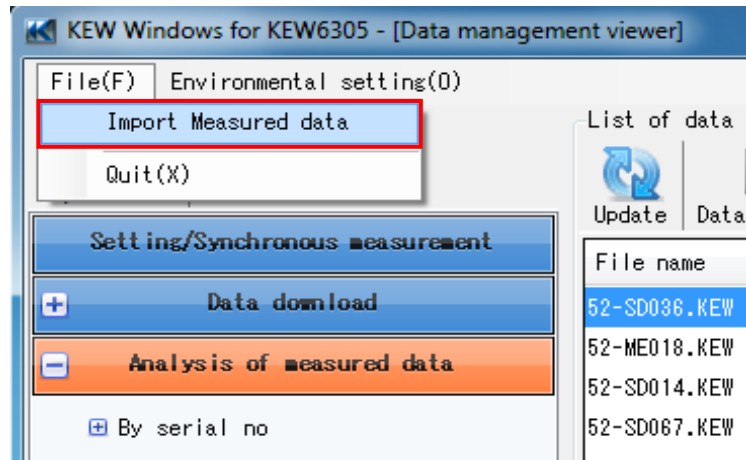 KEW Windows for KEW6305 - [Data management viewer]
File(F) Environmental setting(O)
Import Measured data
Quit(X)
List of data
Update Data
Setting/Synchronous measurement
Data download
Analysis of measured data
By serial no
File name
52-SD036.KEW
52-ME018.KEW
52-SD014.KEW
52-SD067.KEW